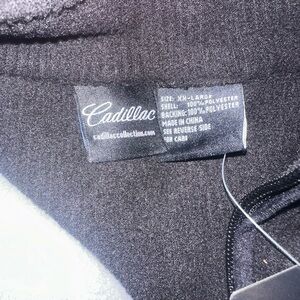 Cadillac
cadillaccollection.com
SIZE: XX-LARGE
SHELL: 100% POLYESTER
BACKING: 100% POLYESTER
MADE IN CHINA
SEE REVERSE SIDE
FOR CARE